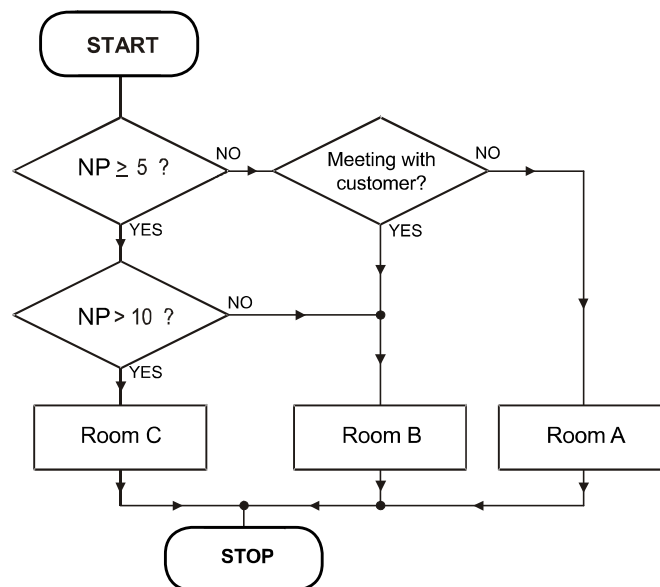 START
NP ≥ 5 ?
NO
Meeting with
customer?
NO
YES
YES
NP > 10 ?
NO
YES
Room C
Room B
Room A
STOP